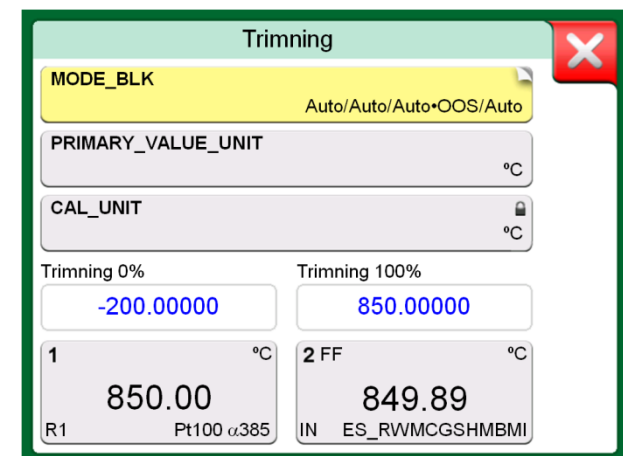 Trimning
MODE_BLK
Auto/Auto/Auto•OOS/Auto
PRIMARY_VALUE_UNIT
ºC
CAL_UNIT
ºC
Trimning 0% Trimning 100%
-200.00000 850.00000
1 ºC 2 FF ºC
850.00 849.89
R1 Pt100 α385 IN ES_RWMCGSHMBMI